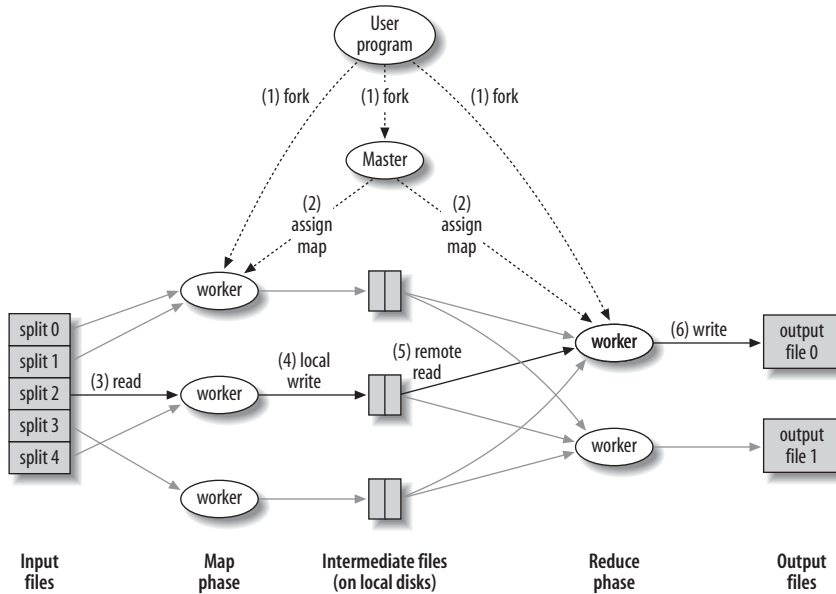 User
program
(1) fork
(1) fork
(1) fork
Master
(2)
assign
map
(2)
assign
map
worker
split 0
split 1
split 2
split 3
split 4
(3) read
worker
(4) local
write
(5) remote
read
worker
(6) write
output
file 0
worker
output
file 1
worker
Input
files
Map
phase
Intermediate files
(on local disks)
Reduce
phase
Output
files